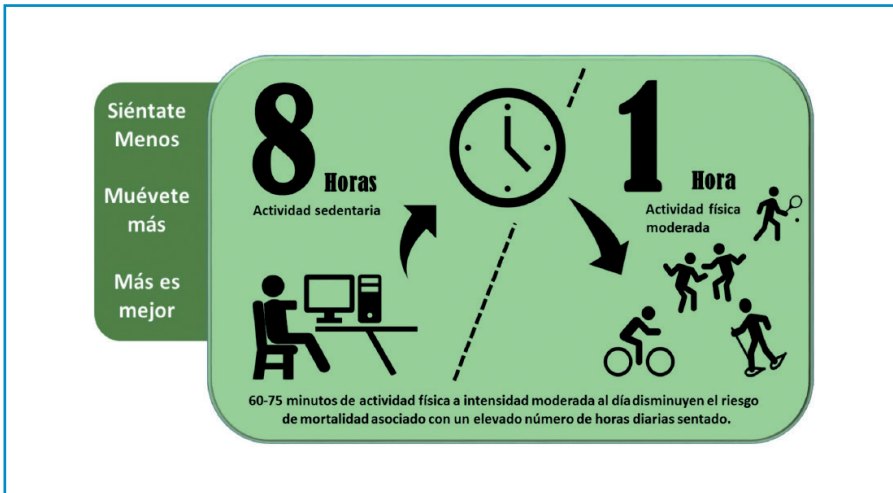 Siéntate
Menos
Muévete
más
Más es
mejor
8 Horas
Actividad sedentaria
1 Hora
Actividad física
moderada
60-75 minutos de actividad física a intensidad moderada al día disminuyen el riesgo
de mortalidad asociado con un elevado número de horas diarias sentado.